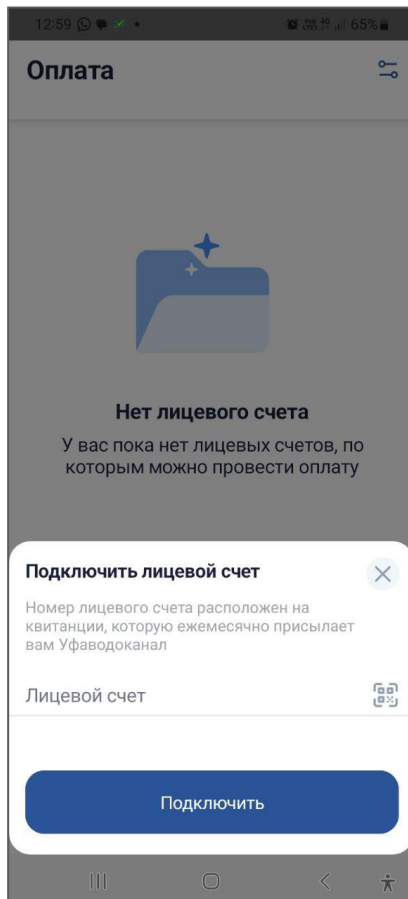 12:59
65%
Оплата
Нет лицевого счета
У вас пока нет лицевых счетов, по
которым можно провести оплату
Подключить лицевой счет
Номер лицевого счета расположен на
квитанции, которую ежемесячно присылает
вам Уфаводоканал
Лицевой счет
Подключить